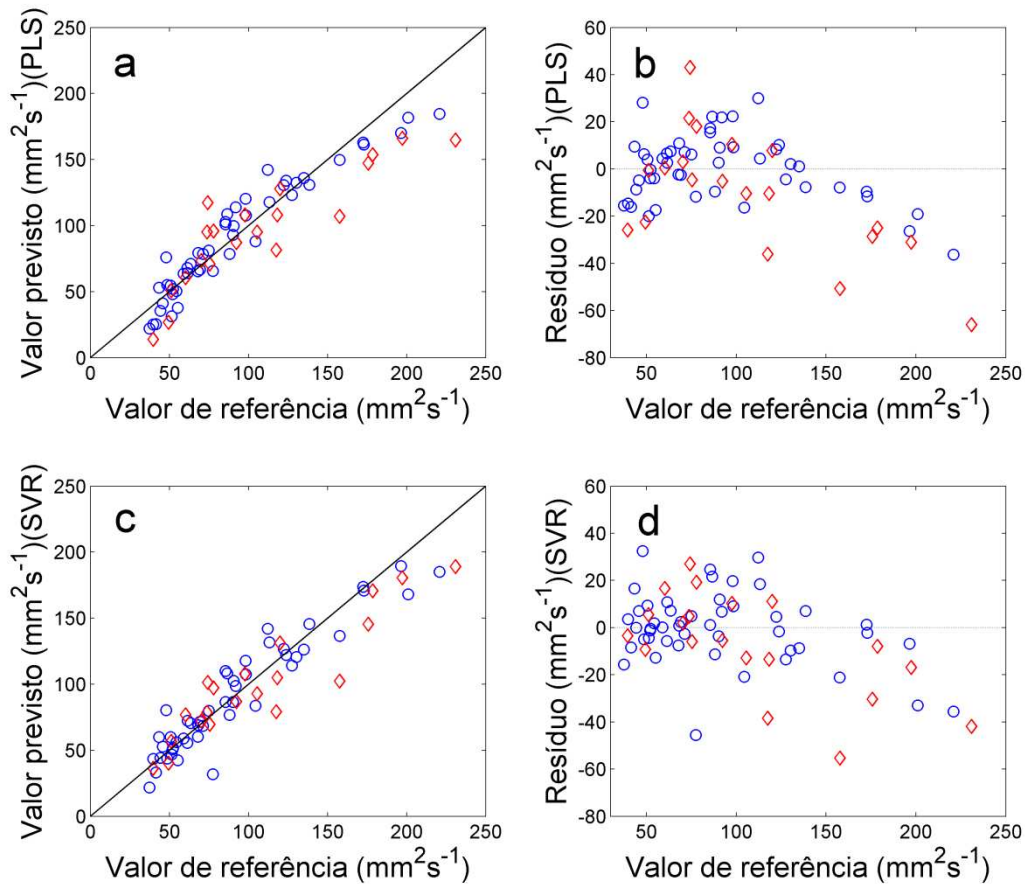 a
Valor previsto (mm²s⁻¹)(PLS)
250
200
150
100
50
0
0 50 100 150 200 250
Valor de referência (mm²s⁻¹)
b
Resíduo (mm²s⁻¹)(PLS)
60
40
20
0
-20
-40
-60
-80
50 100 150 200 250
Valor de referência (mm²s⁻¹)
c
Valor previsto (mm²s⁻¹)(SVR)
250
200
150
100
50
0
0 50 100 150 200 250
Valor de referência (mm²s⁻¹)
d
Resíduo (mm²s⁻¹)(SVR)
60
40
20
0
-20
-40
-60
-80
50 100 150 200 250
Valor de referência (mm²s⁻¹)